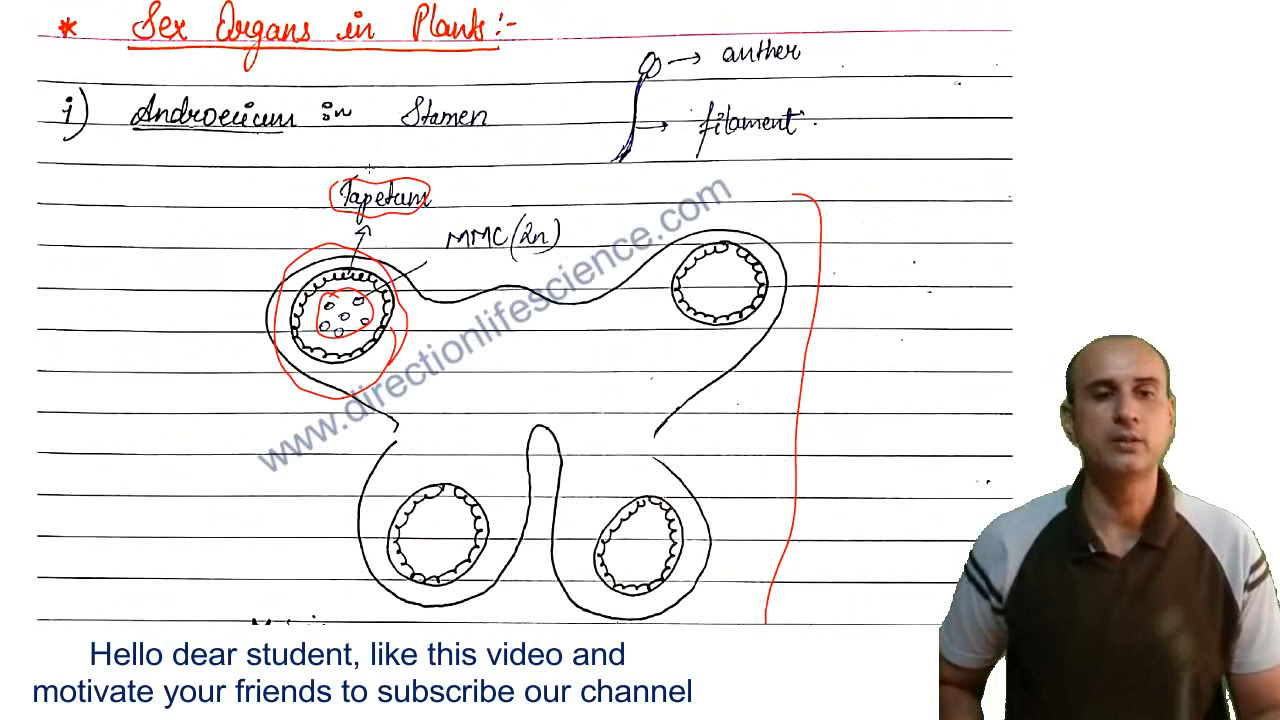 * Sex Organs in Plants:-
anther
i) Androecium in Stamen
filament
Tapetum
MMC (2n)
www.directionlifescience.com
Hello dear student, like this video and
motivate your friends to subscribe our channel